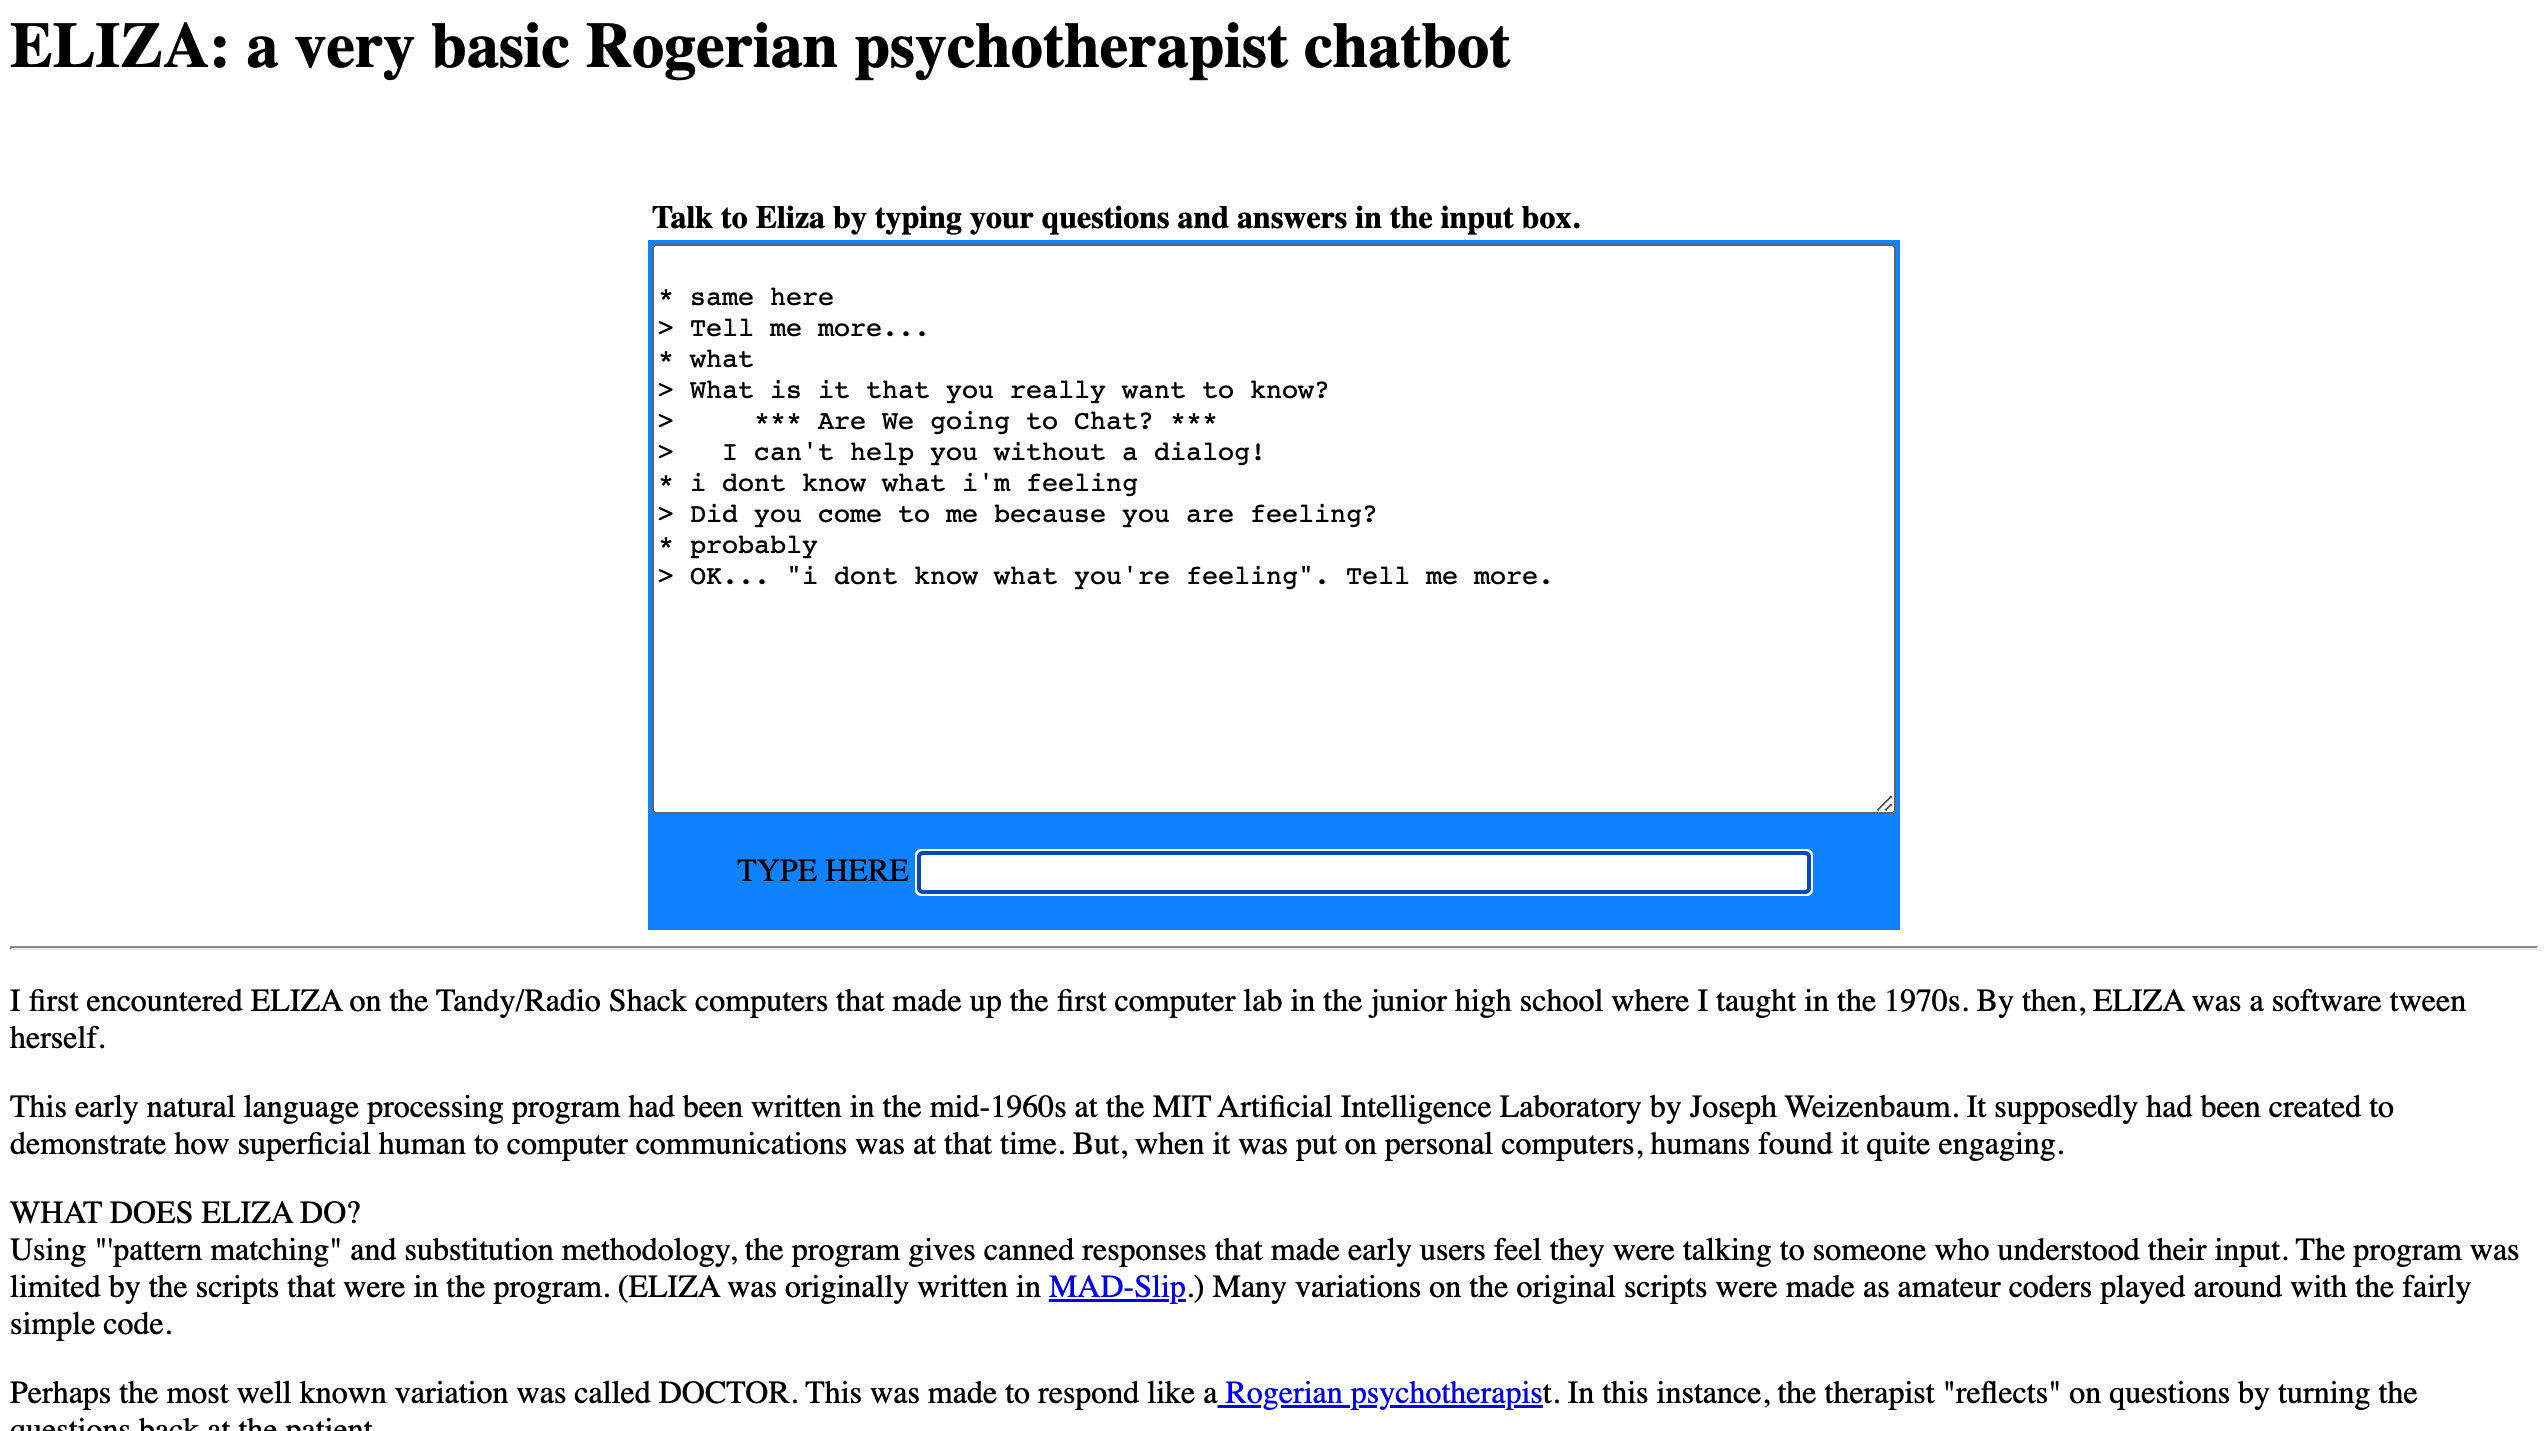 ELIZA: a very basic Rogerian psychotherapist chatbot
Talk to Eliza by typing your questions and answers in the input box.
* same here
> Tell me more...
* what
> What is it that you really want to know?
>     *** Are We going to Chat? ***
>   I can't help you without a dialog!
* i dont know what i'm feeling
> Did you come to me because you are feeling?
* probably
> OK... "i dont know what you're feeling". Tell me more.
TYPE HERE
I first encountered ELIZA on the Tandy/Radio Shack computers that made up the first computer lab in the junior high school where I taught in the 1970s. By then, ELIZA was a software tween
herself.
This early natural language processing program had been written in the mid-1960s at the MIT Artificial Intelligence Laboratory by Joseph Weizenbaum. It supposedly had been created to
demonstrate how superficial human to computer communications was at that time. But, when it was put on personal computers, humans found it quite engaging.
WHAT DOES ELIZA DO?
Using "'pattern matching" and substitution methodology, the program gives canned responses that made early users feel they were talking to someone who understood their input. The program was
limited by the scripts that were in the program. (ELIZA was originally written in MAD-Slip.) Many variations on the original scripts were made as amateur coders played around with the fairly
simple code.
Perhaps the most well known variation was called DOCTOR. This was made to respond like a Rogerian psychotherapist. In this instance, the therapist "reflects" on questions by turning the
questions back at the patient.